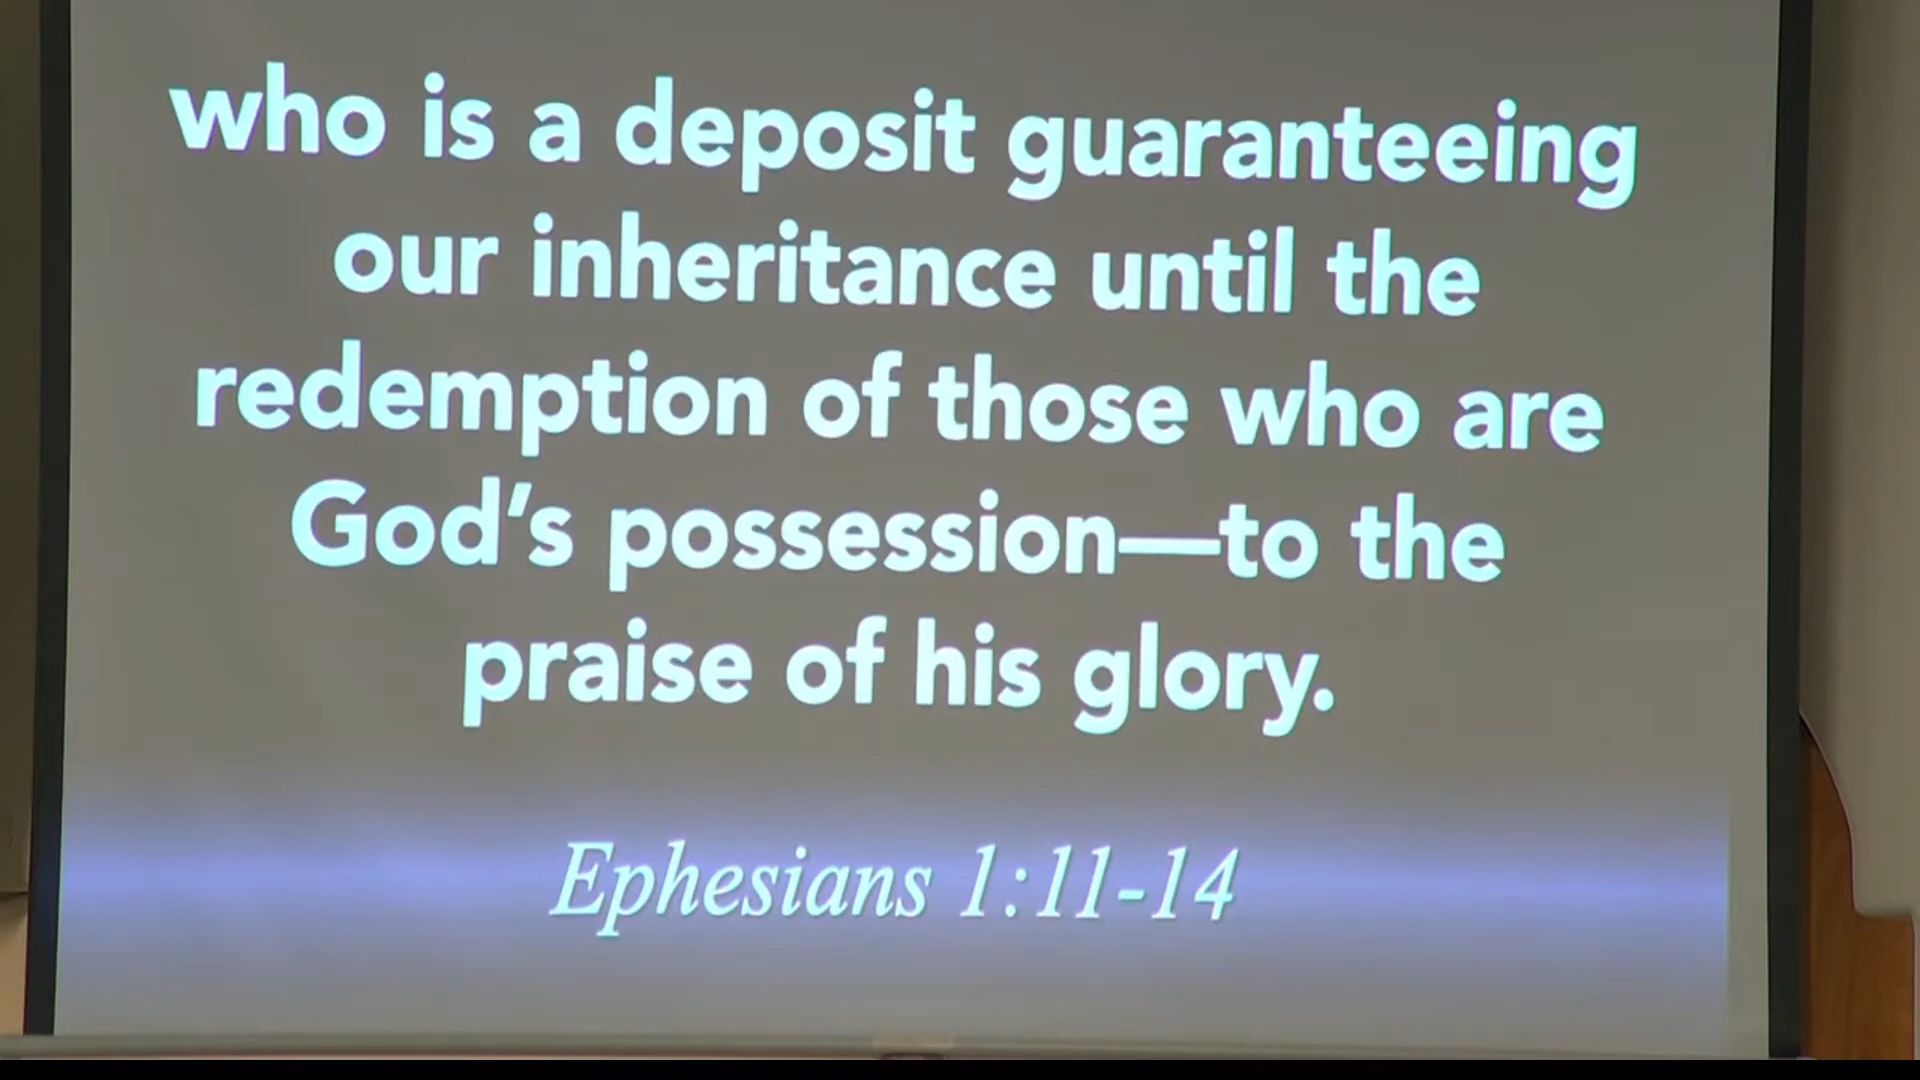 who is a deposit guaranteeing
our inheritance until the
redemption of those who are
God’s possession—to the
praise of his glory.
Ephesians 1:11-14